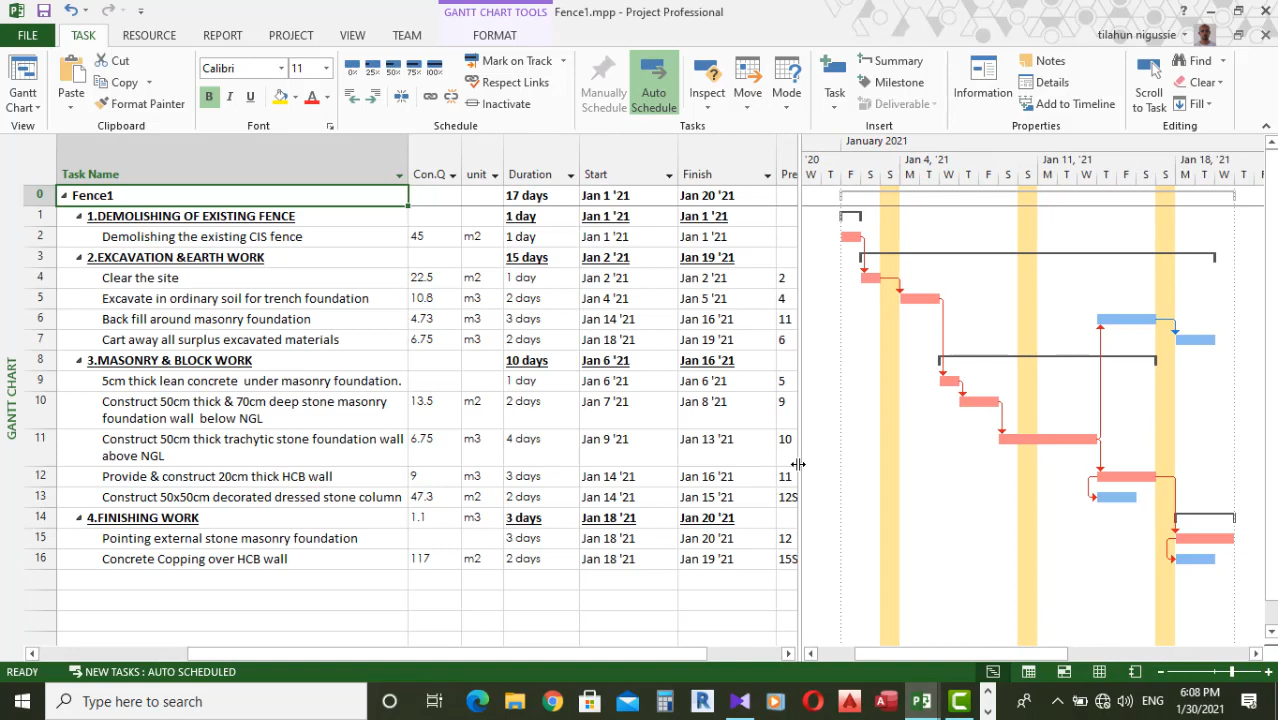 GANTT CHART TOOLS
Fence1.mpp - Project Professional
FILE TASK RESOURCE REPORT PROJECT VIEW TEAM FORMAT
tilahun nigussie
Gantt Chart
View
Paste
Cut
Copy
Format Painter
Clipboard
Calibri 11
B I U A
Font
0% 25% 50% 75% 100%
Mark on Track
Respect Links
Inactivate
Schedule
Manually Schedule
Auto Schedule
Inspect
Move
Mode
Tasks
Task
Summary
Milestone
Deliverable
Insert
Information
Notes
Details
Add to Timeline
Properties
Scroll to Task
Find
Clear
Fill
Editing
GANTT CHART
Task Name Con.Q unit Duration Start Finish Pre
0 Fence1 17 days Jan 1 '21 Jan 20 '21
1 1.DEMOLISHING OF EXISTING FENCE 1 day Jan 1 '21 Jan 1 '21
2 Demolishing the existing CIS fence 45 m2 1 day Jan 1 '21 Jan 1 '21
3 2.EXCAVATION &EARTH WORK 15 days Jan 2 '21 Jan 19 '21
4 Clear the site 22.5 m2 1 day Jan 2 '21 Jan 2 '21 2
5 Excavate in ordinary soil for trench foundation 10.8 m3 2 days Jan 4 '21 Jan 5 '21 4
6 Back fill around masonry foundation 4.73 m3 3 days Jan 14 '21 Jan 16 '21 11
7 Cart away all surplus excavated materials 6.75 m3 2 days Jan 18 '21 Jan 19 '21 6
8 3.MASONRY & BLOCK WORK 10 days Jan 6 '21 Jan 16 '21
9 5cm thick lean concrete under masonry foundation. 1 day Jan 6 '21 Jan 6 '21 5
10 Construct 50cm thick & 70cm deep stone masonry 13.5 m3 2 days Jan 7 '21 Jan 8 '21 9
foundation wall below NGL
11 Construct 50cm thick trachytic stone foundation wall 6.75 m3 4 days Jan 9 '21 Jan 13 '21 10
above NGL
12 Provide & construct 20cm thick HCB wall 9 m3 3 days Jan 14 '21 Jan 16 '21 11
13 Construct 50x50cm decorated dressed stone column 47.3 m2 2 days Jan 14 '21 Jan 15 '21 12S
14 4.FINISHING WORK 1.1 m3 3 days Jan 18 '21 Jan 20 '21
15 Pointing external stone masonry foundation 3 days Jan 18 '21 Jan 20 '21 12
16 Concrete Copping over HCB wall 117 m2 2 days Jan 18 '21 Jan 19 '21 15S
January 2021
'20 Jan 4, '21 Jan 11, '21 Jan 18, '21
W T F S S M T W T F S S M T W T F S S M T W T
READY NEW TASKS : AUTO SCHEDULED
Type here to search
ENG
6:08 PM
1/30/2021